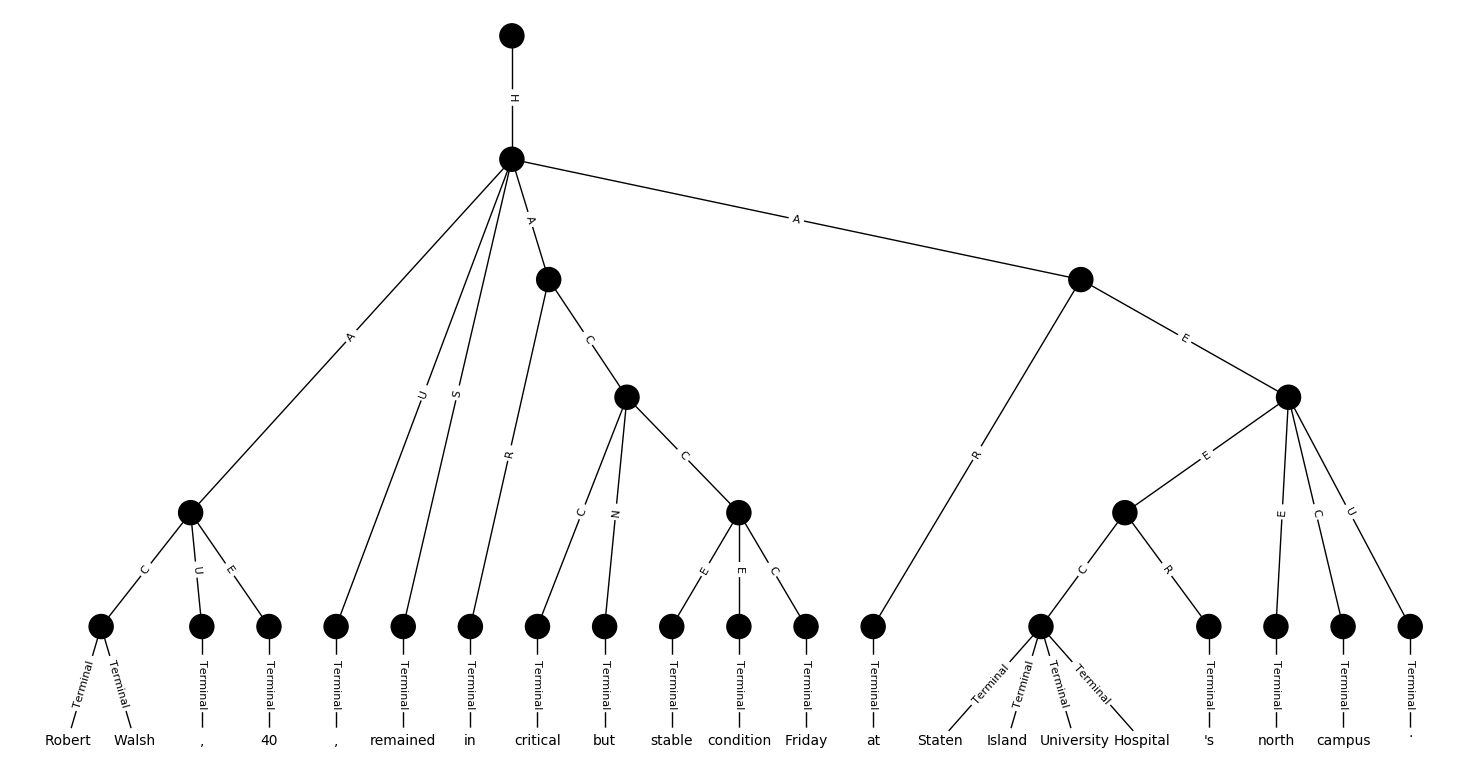 H
A
A
U
S
A
C
E
R
C
E
R
C
N
C
E
E
C
U
C
U
E
E
E
C
C
R
Terminal Terminal Terminal Terminal Terminal Terminal Terminal Terminal Terminal Terminal Terminal Terminal Terminal Terminal Terminal Terminal Terminal Terminal Terminal Terminal Terminal
Robert Walsh , 40 , remained in critical but stable condition Friday at Staten Island University Hospital 's north campus .